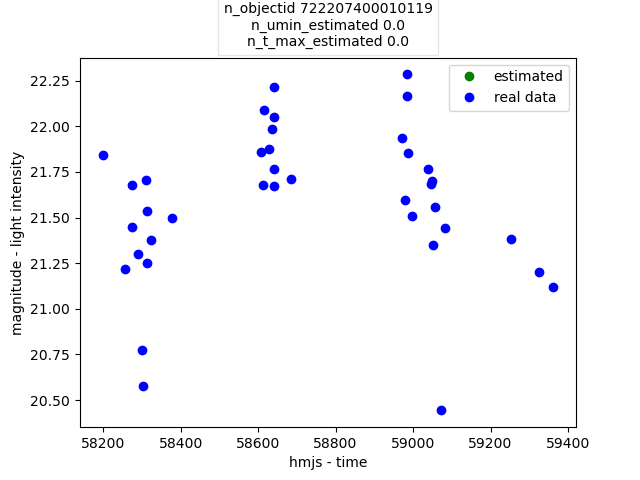 n_objectid 722207400010119
n_umin_estimated 0.0
n_t_max_estimated 0.0
estimated
real data
22.25
22.00
21.75
21.50
21.25
21.00
20.75
20.50
magnitude - light intensity
58200 58400 58600 58800 59000 59200 59400
hmjs - time